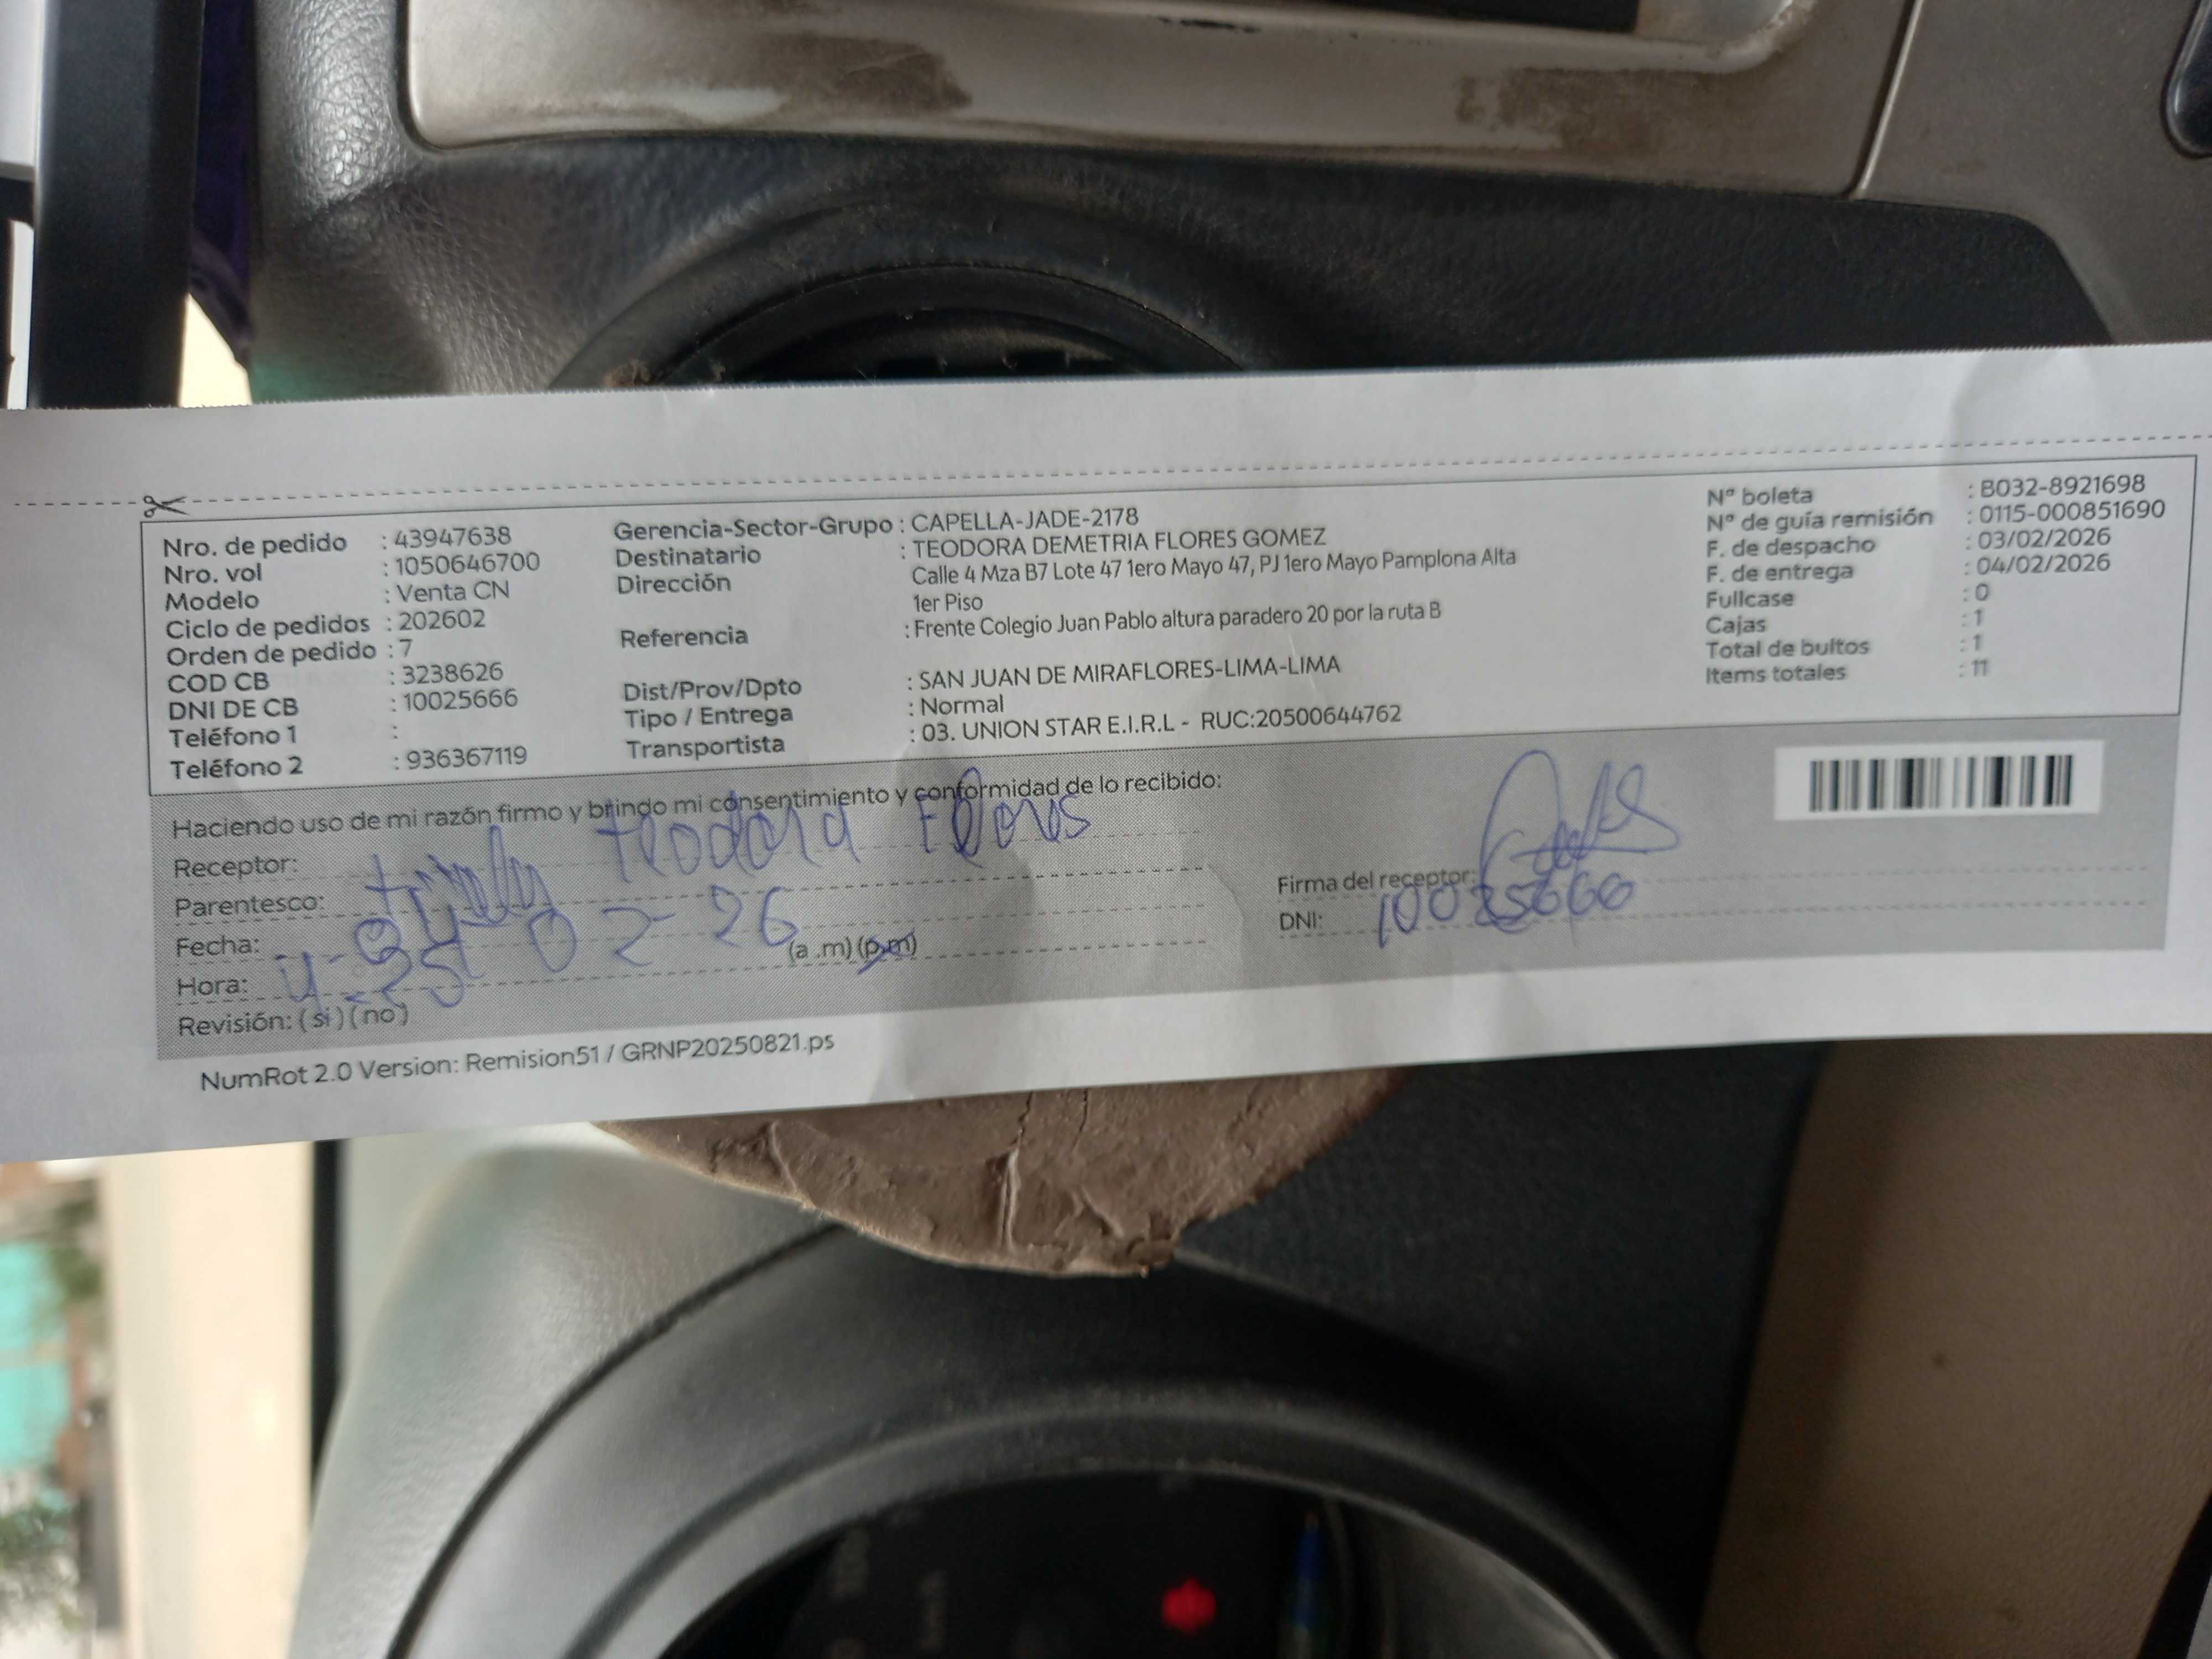 Nro. de pedido : 43947638
Nro. vol : 1050646700
Modelo : Venta CN
Ciclo de pedidos : 202602
Orden de pedido : 7
COD CB : 3238626
DNI DE CB : 10025666
Teléfono 1 :
Teléfono 2 : 936367119
Gerencia-Sector-Grupo : CAPELLA-JADE-2178
Destinatario : TEODORA DEMETRIA FLORES GOMEZ
Dirección Calle 4 Mza B7 Lote 47 1ero Mayo 47, PJ 1ero Mayo Pamplona Alta
1er Piso
Referencia : Frente Colegio Juan Pablo altura paradero 20 por la ruta B
Dist/Prov/Dpto : SAN JUAN DE MIRAFLORES-LIMA-LIMA
Tipo / Entrega : Normal
Transportista : 03. UNION STAR E.I.R.L - RUC:20500644762
Nº boleta : B032-8921698
Nº de guía remisión : 0115-000851690
F. de despacho : 03/02/2026
F. de entrega : 04/02/2026
Fullcase : 0
Cajas : 1
Total de bultos : 1
Items totales : 11
Haciendo uso de mi razón firmo y brindo mi consentimiento y conformidad de lo recibido:
Receptor: Teodora Flores
Parentesco:
Fecha: 02-26
Hora: (a .m) (p.m)
Revisión: (si) (no)
Firma del receptor:
DNI: 10025666
NumRot 2.0 Version: Remision51 / GRNP20250821.ps